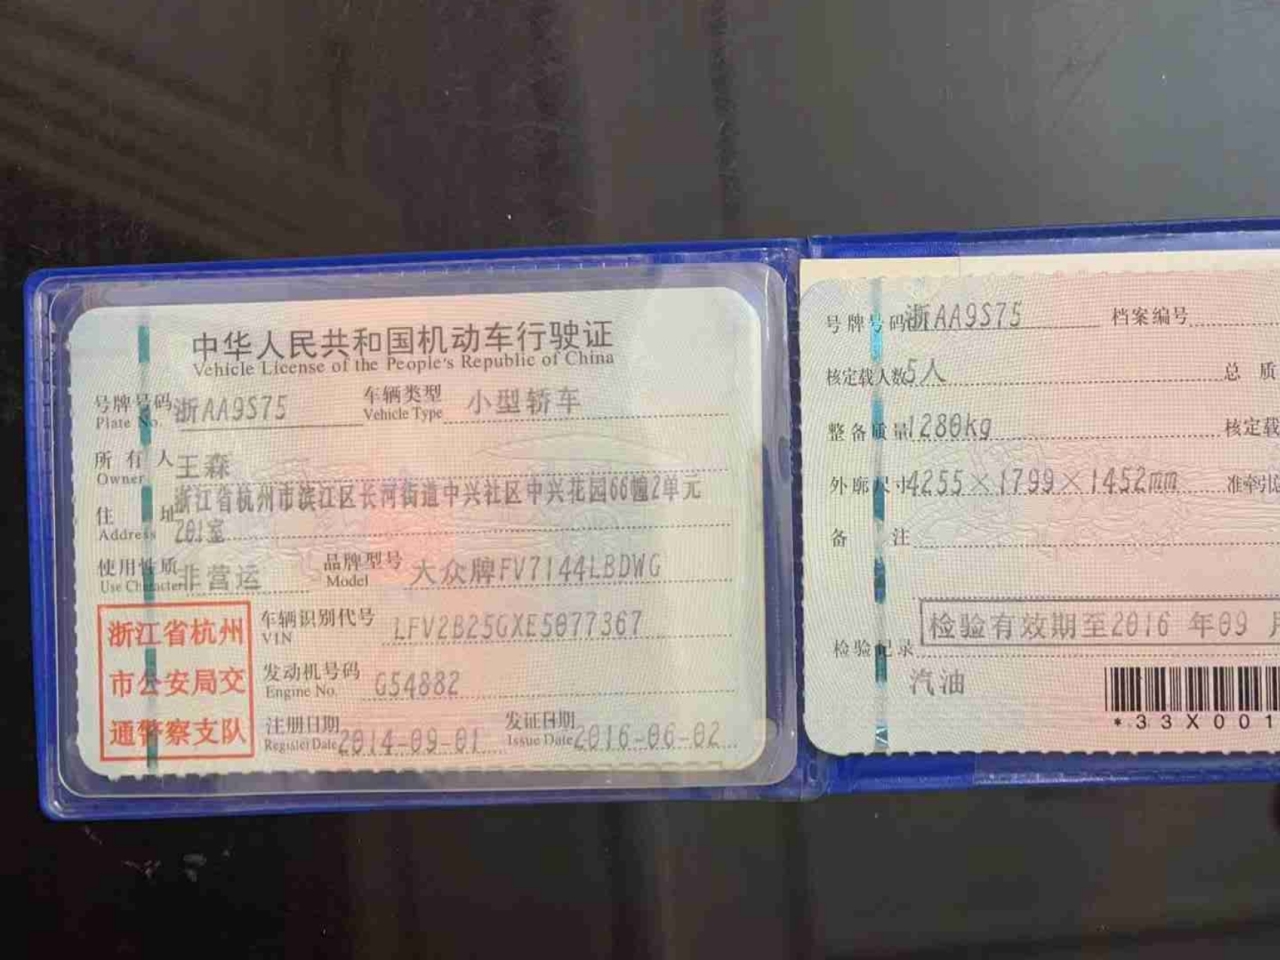 中华人民共和国机动车行驶证
Vehicle License of the People's Republic of China
号牌号码 浙AA9S75 车辆类型 小型轿车
Plate No. Vehicle Type
所有人 王森
Owner
浙江省杭州市滨江区长河街道中兴社区中兴花园66幢2单元
住址 201室
Address
使用性质 非营运 品牌型号 大众牌FV7144LBDWG
Use Character Model
浙江省杭州
市公安局交
通警察支队
车辆识别代号 LFV2B25GXE5077367
VIN
发动机号码 G54882
Engine No.
注册日期 2014-09-01 发证日期 2016-06-02
Register Date Issue Date
号牌号码 浙AA9S75 档案编号
核定载人数 5人 总质
整备质量 1280kg 核定载
外廓尺寸 4255×1799×1452mm 准牵引
备注
检验有效期至2016 年09
检验记录
汽油
*33X001